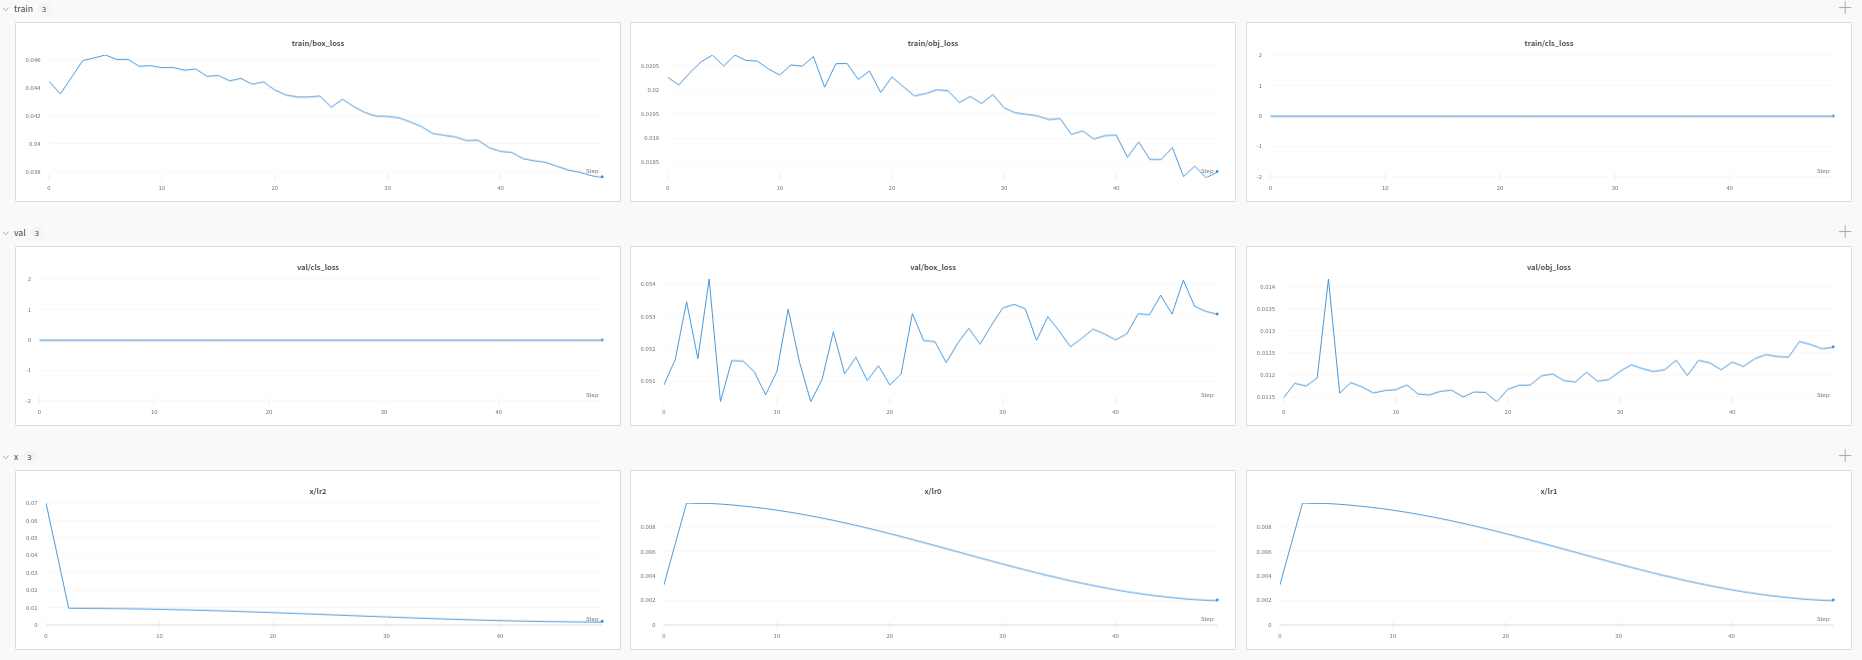 train 3
train/box_loss
0.046
0.044
0.042
0.04
0.038
Step
0 10 20 30 40
train/obj_loss
0.0205
0.02
0.0195
0.019
0.0185
Step
0 10 20 30 40
train/cls_loss
2
1
0
-1
-2
Step
0 10 20 30 40
val 3
val/cls_loss
2
1
0
-1
-2
Step
0 10 20 30 40
val/box_loss
0.054
0.053
0.052
0.051
Step
0 10 20 30 40
val/obj_loss
0.014
0.0135
0.013
0.0125
0.012
0.0115
Step
0 10 20 30 40
x 3
x/lr2
0.07
0.06
0.05
0.04
0.03
0.02
0.01
0
Step
0 10 20 30 40
x/lr0
0.008
0.006
0.004
0.002
0
Step
0 10 20 30 40
x/lr1
0.008
0.006
0.004
0.002
0
Step
0 10 20 30 40